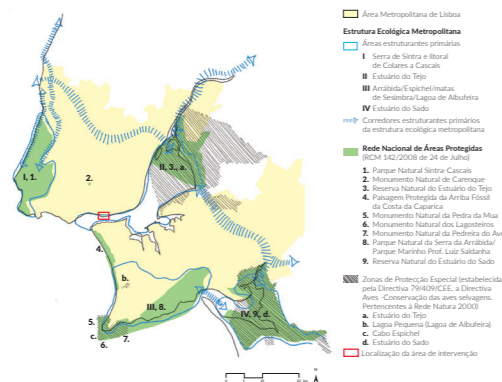 Área Metropolitana de Lisboa
Estrutura Ecológica Metropolitana
Áreas estruturantes primárias
I Serra de Sintra e litoral
de Colares a Cascais
II Estuário do Tejo
III Arrábida/Espichel/matas
de Sesimbra/Lagoa de Albufeira
IV Estuário do Sado
Corredores estruturantes primários
da estrutura ecológica metropolitana
Rede Nacional de Áreas Protegidas
(RCM 142/2008 de 24 de Julho)
1. Parque Natural Sintra-Cascais
2. Monumento Natural de Carenque
3. Reserva Natural do Estuário do Tejo
4. Paisagem Protegida da Arriba Fóssil
da Costa da Caparica
5. Monumento Natural da Pedra da Mua
6. Monumento Natural dos Lagosteiros
7. Monumento Natural da Pedreira do Av
8. Parque Natural da Serra da Arrábida/
Parque Marinho Prof. Luiz Saldanha
9. Reserva Natural do Estuário do Sado
Zonas de Protecção Especial (estabelecida
pela Directiva 79/409/CEE, a Directiva
Aves -Conservação das aves selvagens.
Pertencentes à Rede Natura 2000)
a. Estuário do Tejo
b. Lagoa Pequena (Lagoa de Albufeira)
c. Cabo Espichel
d. Estuário do Sado
Localização da área de intervenção
I, 1.
2.
II, 3., a.
4.
b.
III, 8.
IV, 9., d.
5.
c.
6.
7.
N
0 5 10 20 km